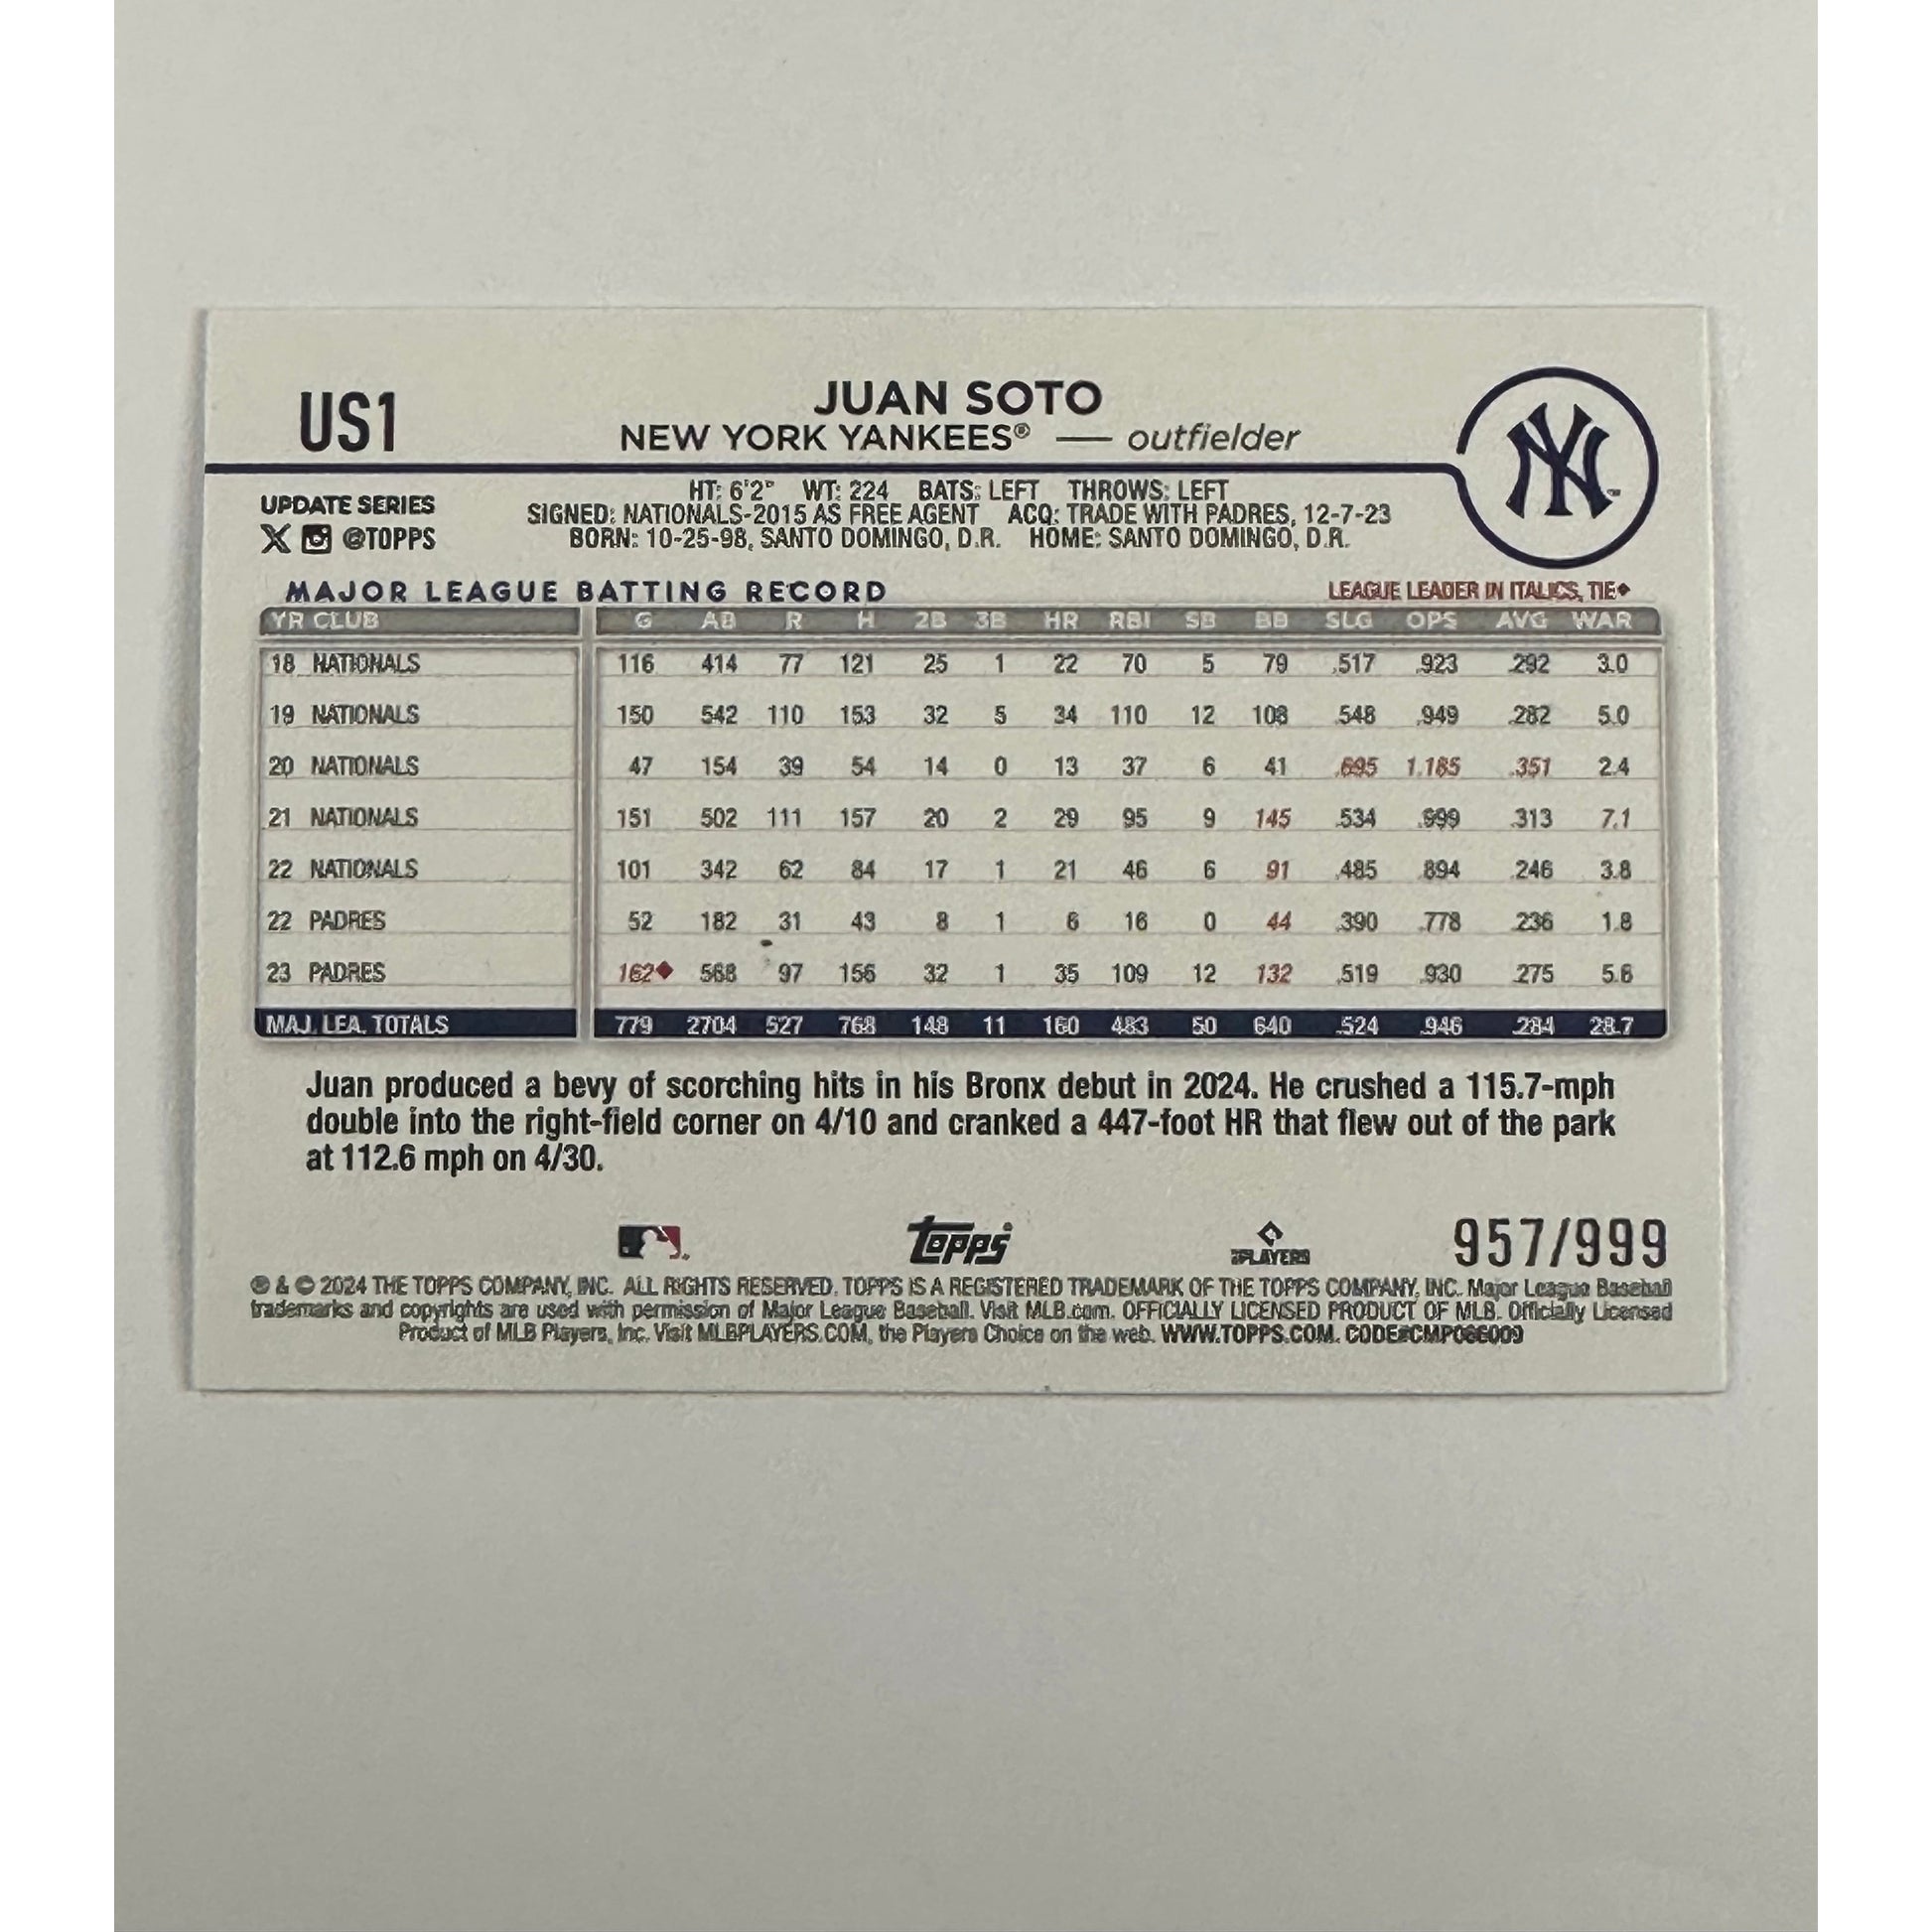 US1
JUAN SOTO
NEW YORK YANKEES® — outfielder
UPDATE SERIES
@TOPPS
HT: 6'2" WT: 224 BATS: LEFT THROWS: LEFT
SIGNED: NATIONALS-2015 AS FREE AGENT ACQ: TRADE WITH PADRES, 12-7-23
BORN: 10-25-98, SANTO DOMINGO, D.R. HOME: SANTO DOMINGO, D.R.
MAJOR LEAGUE BATTING RECORD LEAGUE LEADER IN ITALICS, TIE◆
YR CLUB G AB R H 2B 3B HR RBI SB BB SLG OPS AVG WAR
18 NATIONALS 116 414 77 121 25 1 22 70 5 79 .517 .923 .292 3.0
19 NATIONALS 150 542 110 153 32 5 34 110 12 108 .548 .949 .282 5.0
20 NATIONALS 47 154 39 54 14 0 13 37 6 41 .695 1.185 .351 2.4
21 NATIONALS 151 502 111 157 20 2 29 95 9 145 .534 .999 .313 7.1
22 NATIONALS 101 342 62 84 17 1 21 46 6 91 .485 .894 .246 3.8
22 PADRES 52 182 31 43 8 1 6 16 0 44 .390 .778 .236 1.8
23 PADRES 162◆ 568 97 156 32 1 35 109 12 132 .519 .930 .275 5.6
MAJ. LEA. TOTALS 779 2704 527 768 148 11 160 483 50 640 .524 .946 .284 28.7
Juan produced a bevy of scorching hits in his Bronx debut in 2024. He crushed a 115.7-mph
double into the right-field corner on 4/10 and cranked a 447-foot HR that flew out of the park
at 112.6 mph on 4/30.
topps
PLAYERS
957/999
® & © 2024 THE TOPPS COMPANY, INC. ALL RIGHTS RESERVED. TOPPS IS A REGISTERED TRADEMARK OF THE TOPPS COMPANY, INC. Major League Baseball
trademarks and copyrights are used with permission of Major League Baseball. Visit MLB.com. OFFICIALLY LICENSED PRODUCT OF MLB. Officially Licensed
Product of MLB Players, Inc. Visit MLBPLAYERS.COM, the Players Choice on the web. WWW.TOPPS.COM. CODE#CMP066009